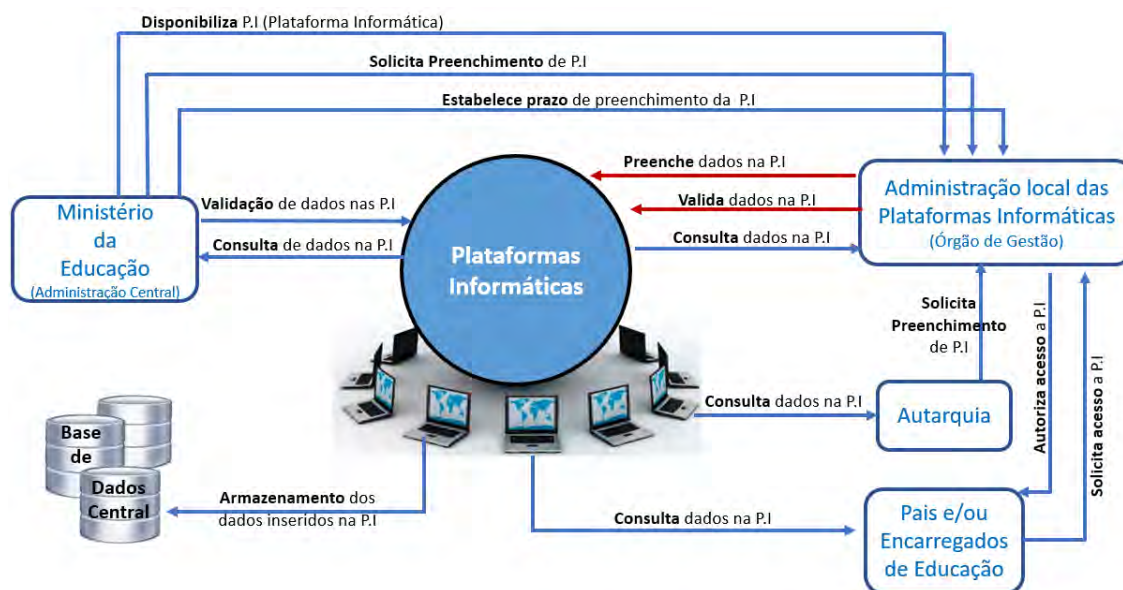 Disponibiliza P.I (Plataforma Informática)
Solicita Preenchimento de P.I
Estabelece prazo de preenchimento da P.I
Preenche dados na P.I
Administração local das
Plataformas Informáticas
(Órgão de Gestão)
Ministério
da
Educação
(Administração Central)
Validação de dados nas P.I
Valida dados na P.I
Consulta de dados na P.I
Consulta dados na P.I
Plataformas
Informáticas
Solicita
Preenchimento
de P.I
Autoriza acesso a P.I
Solicita acesso a P.I
Consulta dados na P.I
Autarquia
Base
de
Dados
Central
Armazenamento dos
dados inseridos na P.I
Consulta dados na P.I
Pais e/ou
Encarregados
de Educação